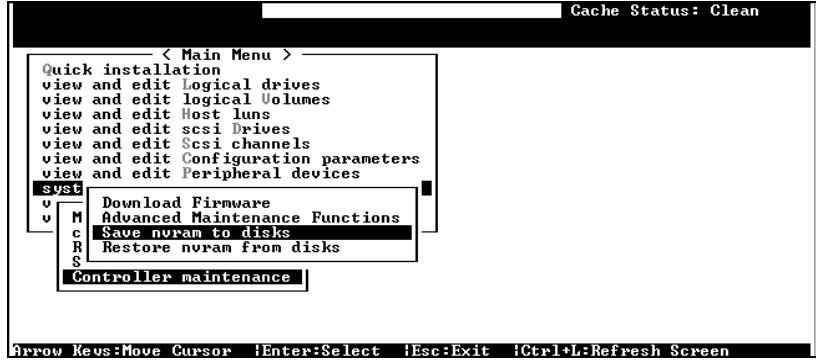 Cache Status: Clean
< Main Menu >
Quick installation
view and edit Logical drives
view and edit logical Volumes
view and edit Host luns
view and edit scsi Drives
view and edit Scsi channels
view and edit Configuration parameters
view and edit Peripheral devices
syst
v
v
Download Firmware
M Advanced Maintenance Functions
c Save nvram to disks
R Restore nvram from disks
S
Controller maintenance
Arrow Keys:Move Cursor |Enter:Select |Esc:Exit |Ctrl+L:Refresh Screen